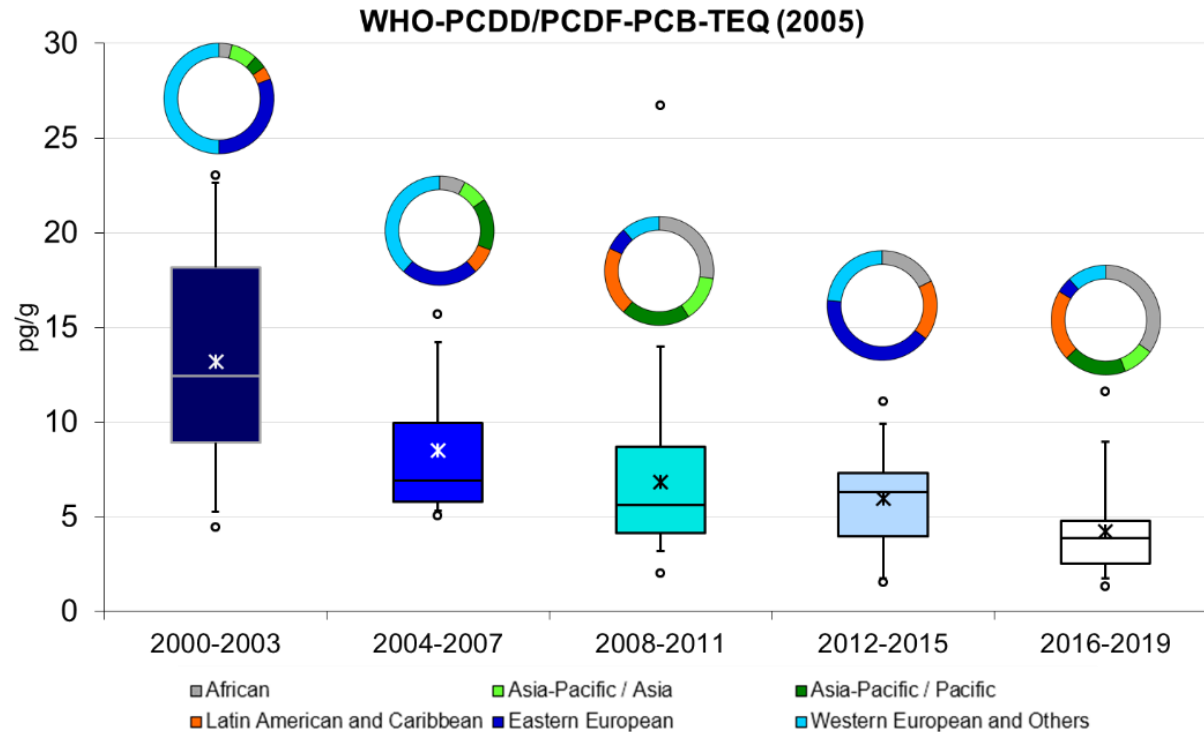 WHO-PCDD/PCDF-PCB-TEQ (2005)
30
25
20
15
10
5
0
pg/g
2000-2003 2004-2007 2008-2011 2012-2015 2016-2019
African Asia-Pacific / Asia Asia-Pacific / Pacific
Latin American and Caribbean Eastern European Western European and Others